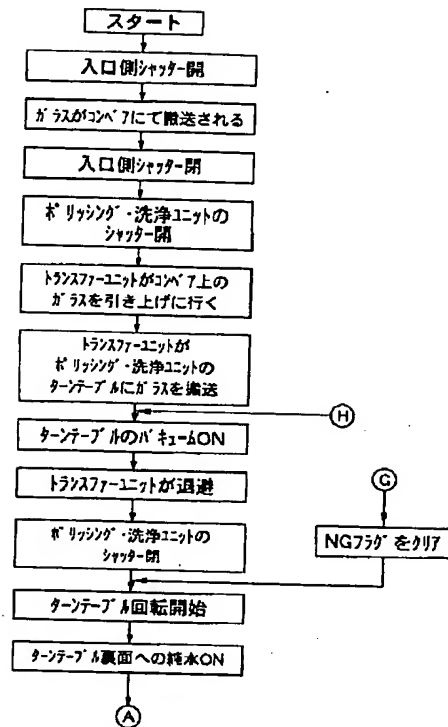 スタート
入口側シャッター開
ガラスがコンベアにて搬送される
入口側シャッター閉
ポリッシング・洗浄ユニットの
シャッター開
トランスファーユニットがコンベア上の
ガラスを引き上げに行く
トランスファーユニットが
ポリッシング・洗浄ユニットの
ターンテーブルにガラスを搬送
H
ターンテーブルのバキュームON
トランスファーユニットが退避
G
ポリッシング・洗浄ユニットの
シャッター閉
NGフラグをクリア
ターンテーブル回転開始
ターンテーブル裏面への純水ON
A